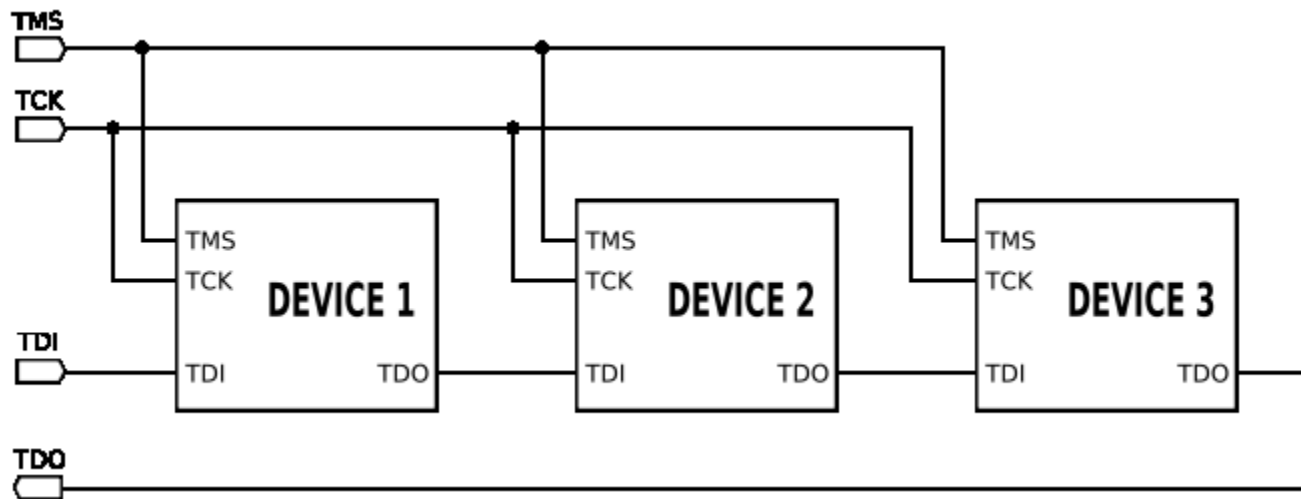 TMS
TCK
TMS
TCK
DEVICE 1
TDI
TDO
TMS
TCK
DEVICE 2
TDI
TDO
TMS
TCK
DEVICE 3
TDI
TDO
TDI
TDO